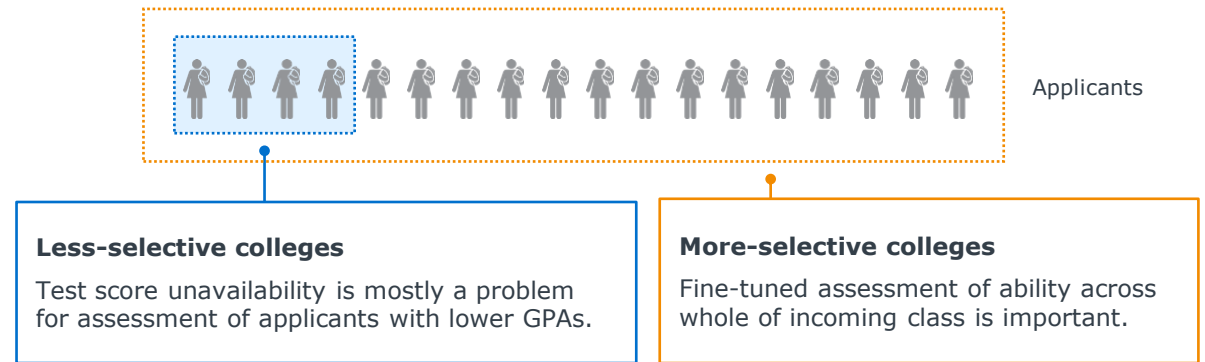 Applicants
Less-selective colleges
Test score unavailability is mostly a problem
for assessment of applicants with lower GPAs.
More-selective colleges
Fine-tuned assessment of ability across
whole of incoming class is important.